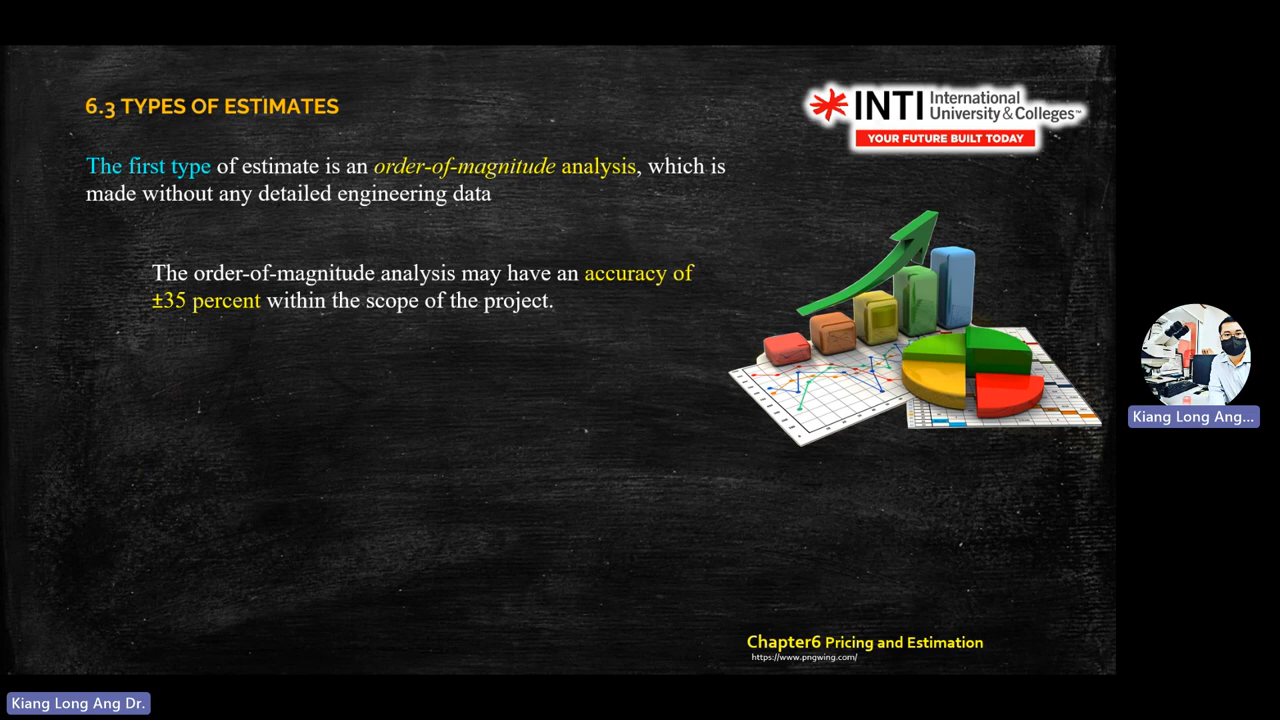 6.3 TYPES OF ESTIMATES
INTI International
University & Colleges™
YOUR FUTURE BUILT TODAY
The first type of estimate is an order-of-magnitude analysis, which is
made without any detailed engineering data
The order-of-magnitude analysis may have an accuracy of
±35 percent within the scope of the project.
Kiang Long Ang...
Chapter6 Pricing and Estimation
https://www.pngwing.com/
Kiang Long Ang Dr.